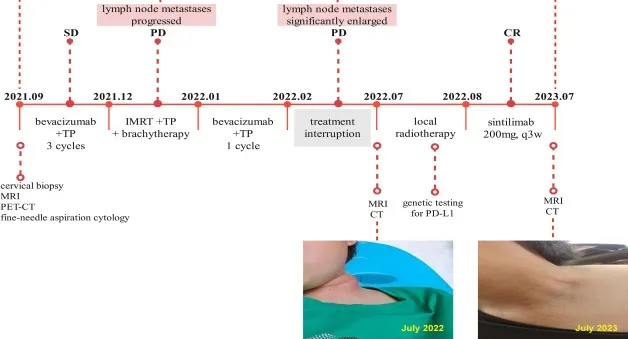 lymph node metastases
progressed
lymph node metastases
significantly enlarged
SD
PD
PD
CR
2021.09
2021.12
2022.01
2022.02
2022.07
2022.08
2023.07
bevacizumab
+TP
3 cycles
IMRT +TP
+ brachytherapy
bevacizumab
+TP
1 cycle
treatment
interruption
local
radiotherapy
sintilimab
200mg, q3w
cervical biopsy
MRI
PET-CT
fine-needle aspiration cytology
MRI
CT
genetic testing
for PD-L1
MRI
CT
July 2022
July 2023